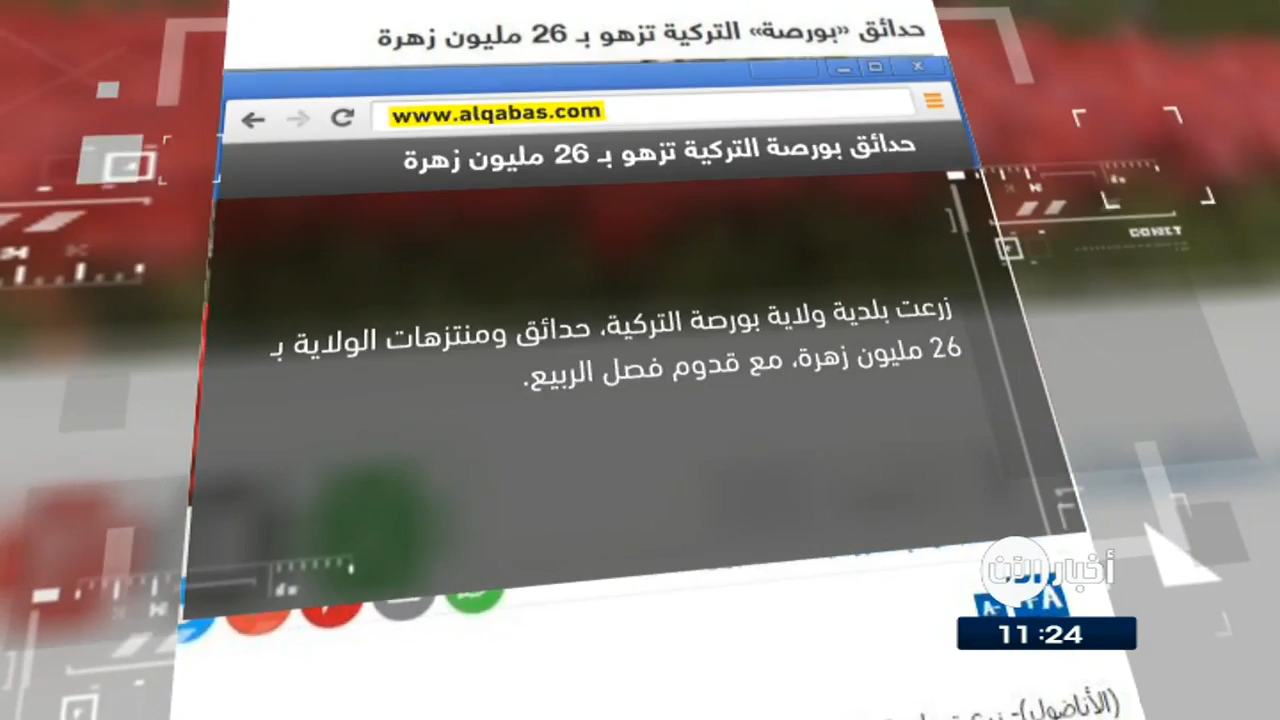 حدائق «بورصة» التركية تزهو بـ 26 مليون زهرة
www.alqabas.com
حدائق بورصة التركية تزهو بـ 26 مليون زهرة
زرعت بلدية ولاية بورصة التركية، حدائق ومنتزهات الولاية بـ
26 مليون زهرة، مع قدوم فصل الربيع.
أخبار الآن
11:24
(الأناضول)-